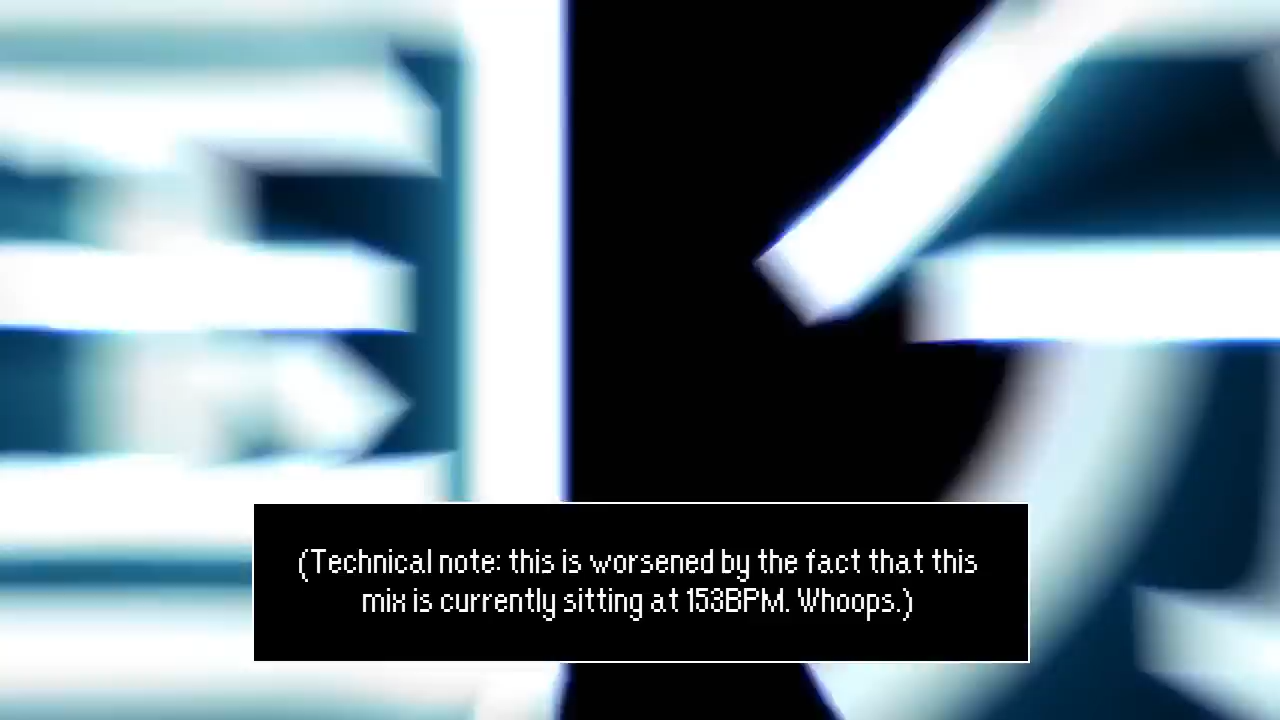 (Technical note: this is worsened by the fact that this
mix is currently sitting at 153BPM. Whoops.)